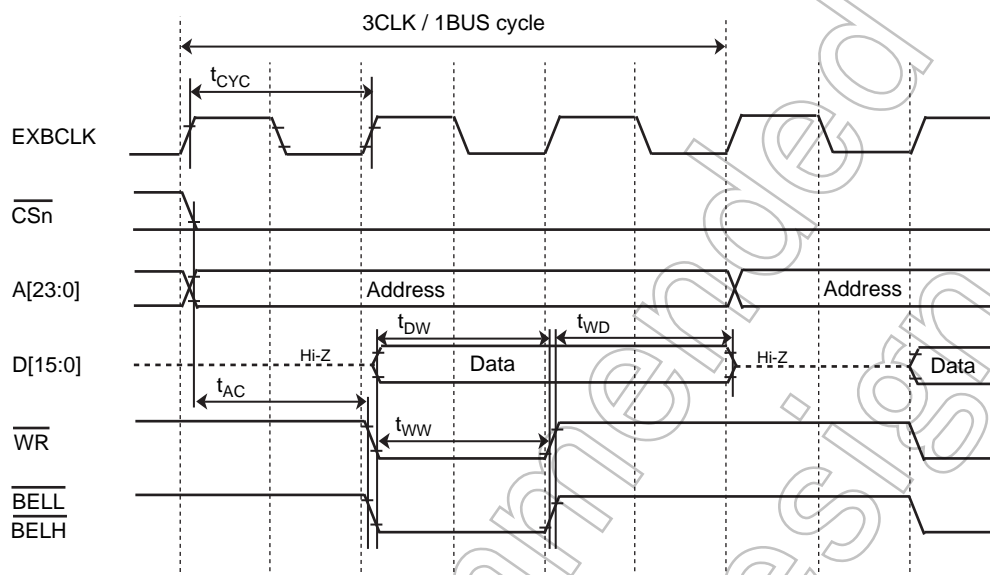 3CLK / 1BUS cycle
tCYC
EXBCLK
CSn
A[23:0] Address Address
tDW tWD
D[15:0] Hi-Z Data Hi-Z Data
tAC
WR tWW
BELL
BELH